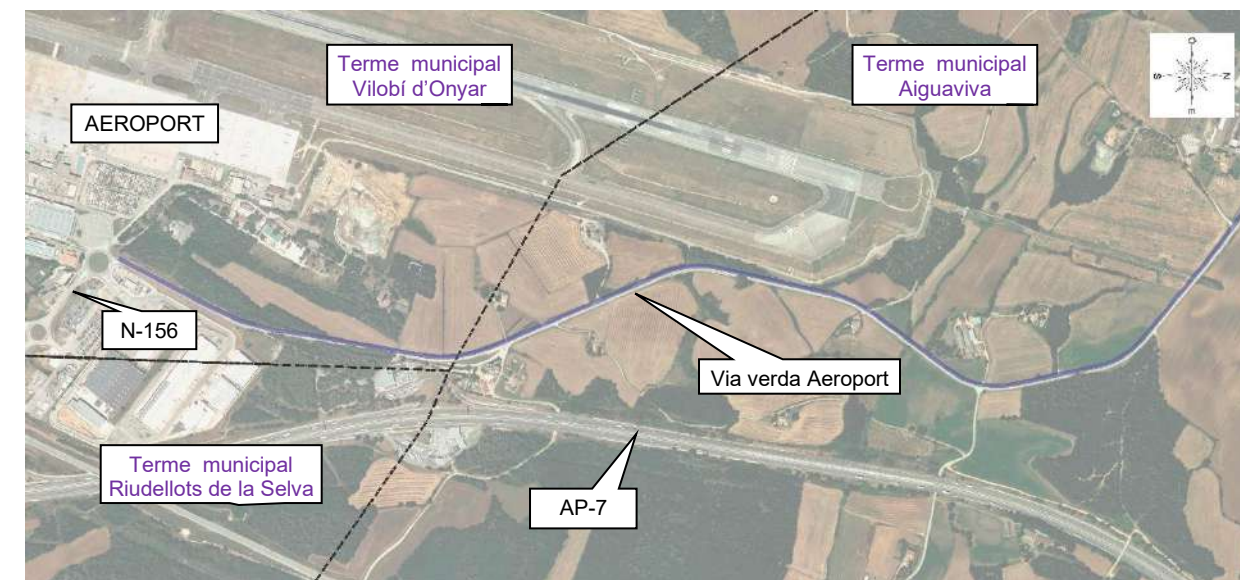 Terme municipal
Vilobí d'Onyar
Terme municipal
Aiguaviva
AEROPORT
N-156
Via verda Aeroport
Terme municipal
Riudellots de la Selva
AP-7